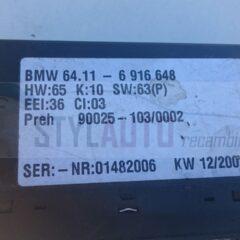 BMW 64.11 - 6 916 648
HW:65 K:10 SW:63(P)
EEI:36 CI:03
Preh 90025-103/0002
STYLAUTO
recambios
SER:-NR:01482006 KW 12/200